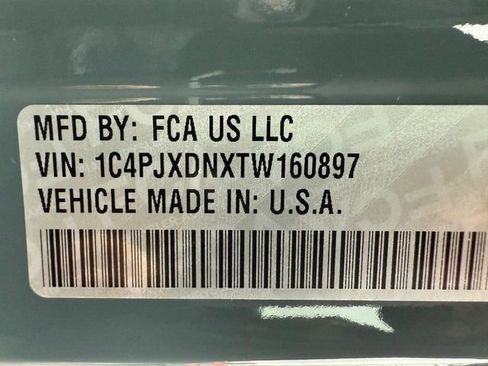 MFD BY: FCA US LLC
VIN: 1C4PJXDNXTW160897
VEHICLE MADE IN: U.S.A.